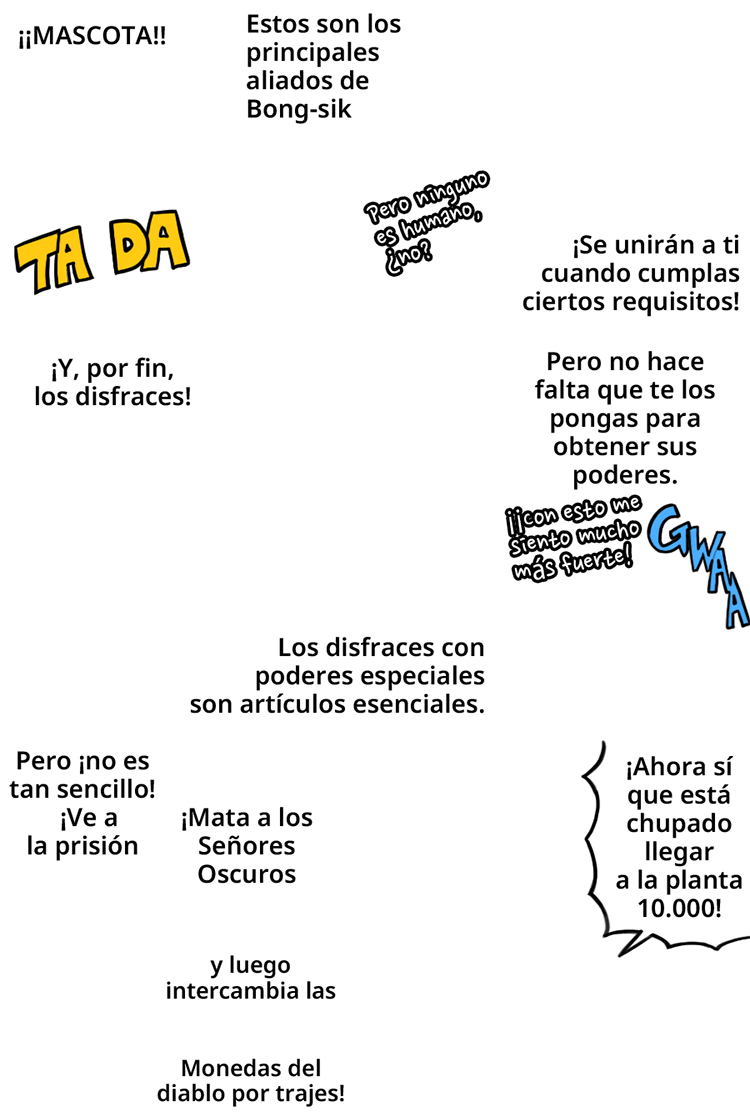 ¡¡MASCOTA!!
Estos son los
principales
aliados de
Bong-sik
TA DA
Pero ninguno
es humano,
¿no?
¡Se unirán a ti
cuando cumplas
ciertos requisitos!
¡Y, por fin,
los disfraces!
Pero no hace
falta que te los
pongas para
obtener sus
poderes.
¡¡con esto me
siento mucho
más fuerte!
GWAAA
Los disfraces con
poderes especiales
son artículos esenciales.
Pero ¡no es
tan sencillo!
¡Ve a
la prisión
¡Mata a los
Señores
Oscuros
y luego
intercambia las
Monedas del
diablo por trajes!
¡Ahora sí
que está
chupado
llegar
a la planta
10.000!